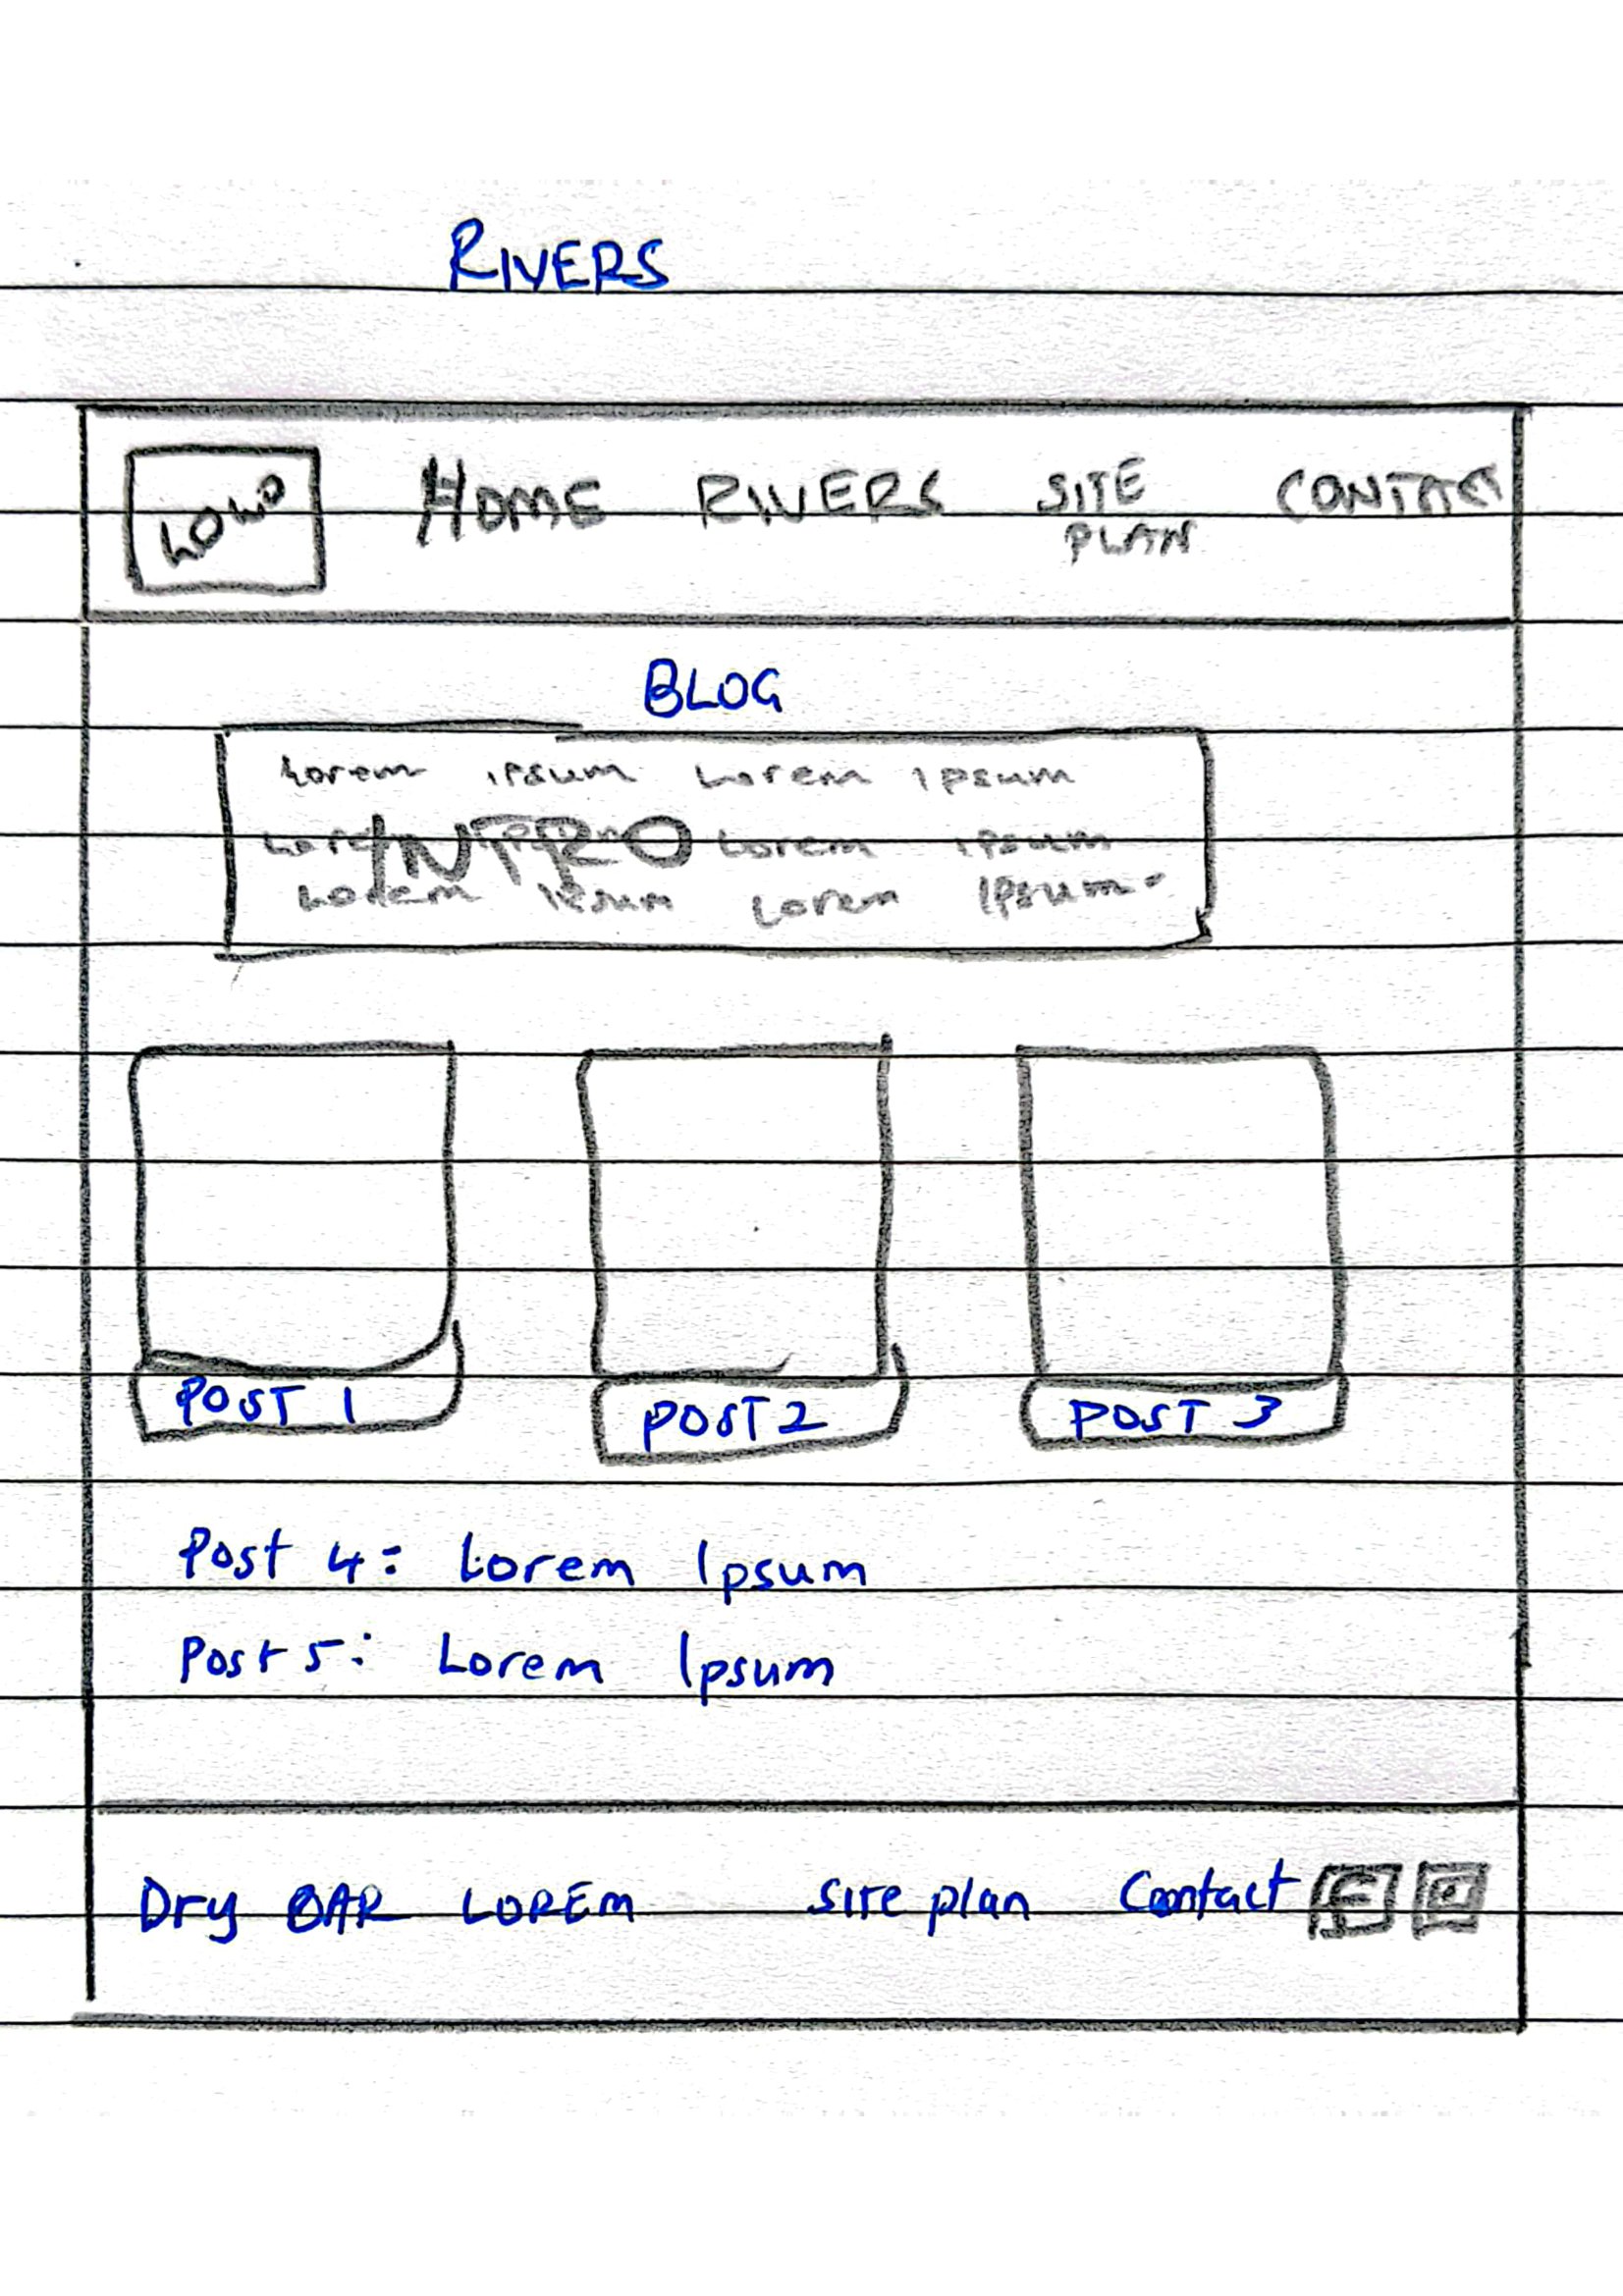 RIVERS
LOGO HOME RIVERS SITE PLAN CONTACT
BLOG
Lorem ipsum Lorem ipsum
INTRO Lorem ipsum
Lorem ipsum Lorem ipsum.
POST 1 POST 2 POST 3
Post 4: Lorem Ipsum
Post 5: Lorem Ipsum
Dry BAR LOREM Site plan Contact